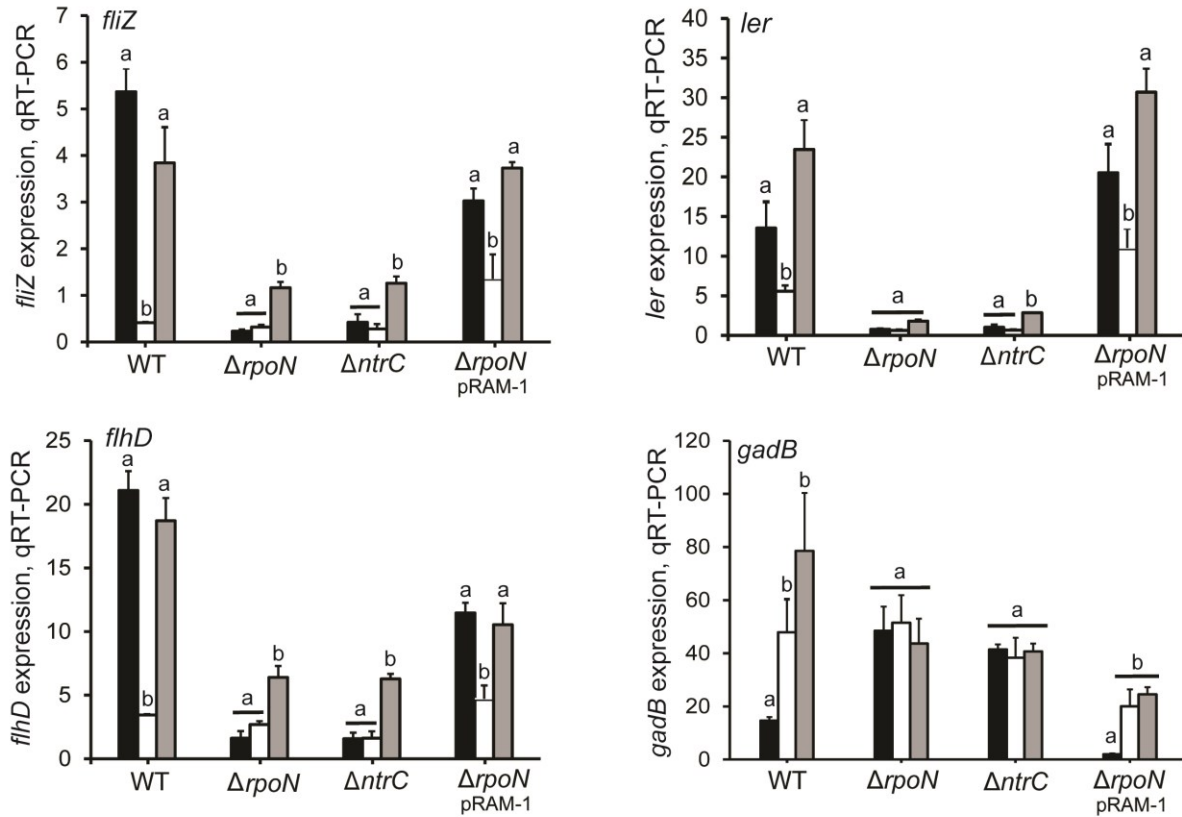 fliZ
fliZ expression, qRT-PCR
7
6
5
4
3
2
1
0
a
b
a
a
b
a
b
a
b
a
WT
ΔrpoN
ΔntrC
ΔrpoN
pRAM-1
ler
ler expression, qRT-PCR
40
35
30
25
20
15
10
5
0
a
b
a
a
a
b
a
b
a
WT
ΔrpoN
ΔntrC
ΔrpoN
pRAM-1
flhD
flhD expression, qRT-PCR
25
20
15
10
5
0
a
b
a
a
b
a
b
a
b
a
WT
ΔrpoN
ΔntrC
ΔrpoN
pRAM-1
gadB
gadB expression, qRT-PCR
120
100
80
60
40
20
0
a
b
b
a
a
a
b
WT
ΔrpoN
ΔntrC
ΔrpoN
pRAM-1